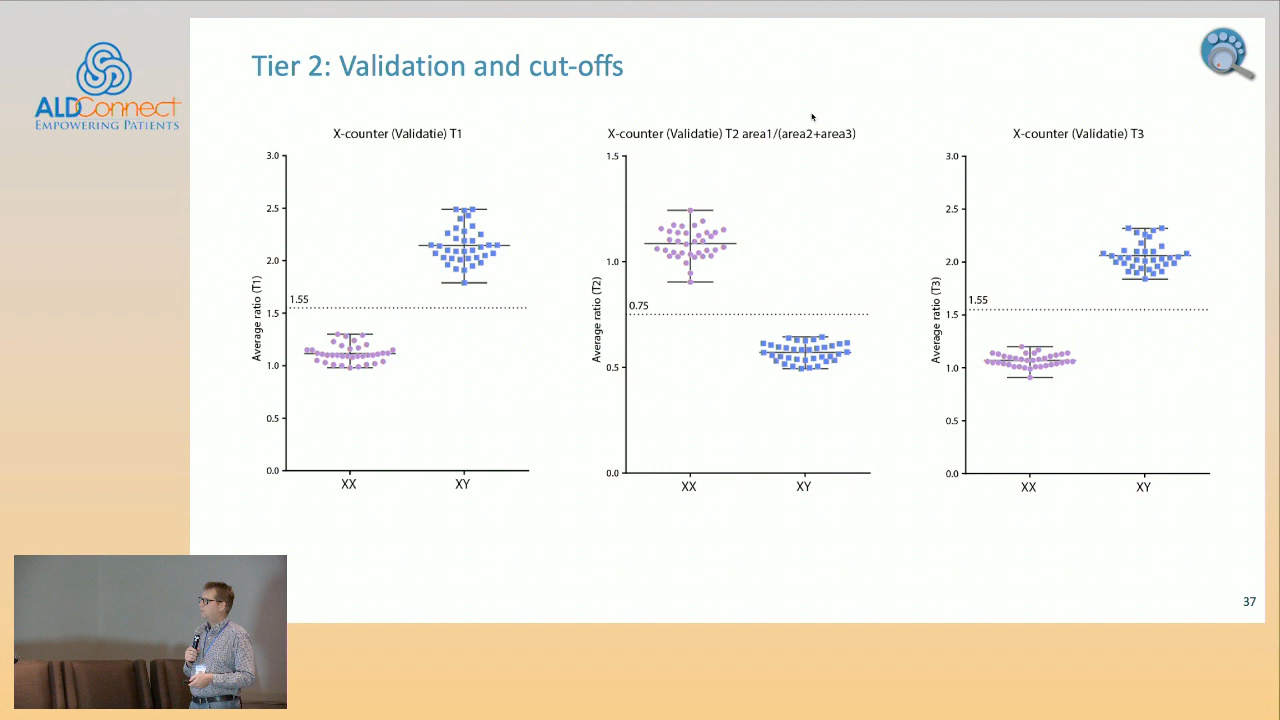 ALDConnect
EMPOWERING PATIENTS
Tier 2: Validation and cut-offs
X-counter (Validatie) T1
3.0
2.5
2.0
1.5
1.0
0.5
0.0
Average ratio (T1)
1.55
XX
XY
X-counter (Validatie) T2 area1/(area2+area3)
1.5
1.0
0.5
0.0
Average ratio (T2)
0.75
XX
XY
X-counter (Validatie) T3
3.0
2.5
2.0
1.5
1.0
0.5
0.0
Average ratio (T3)
1.55
XX
XY
37